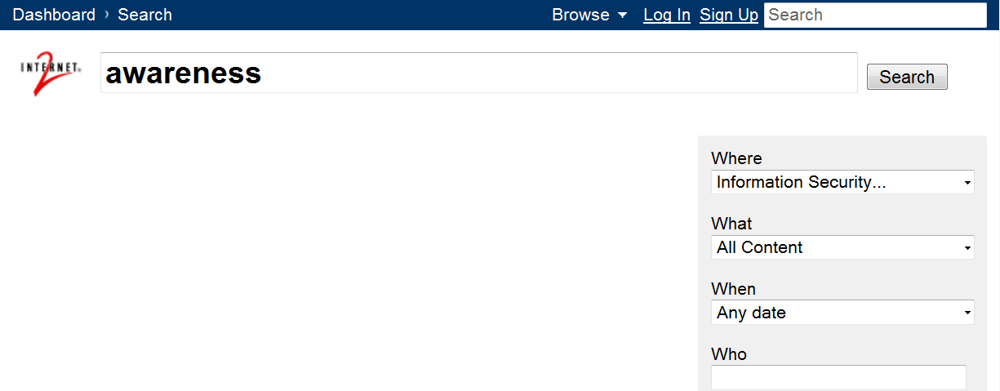 Dashboard › Search Browse Log In Sign Up Search
INTERNET 2® awareness Search
Where
Information Security...
What
All Content
When
Any date
Who